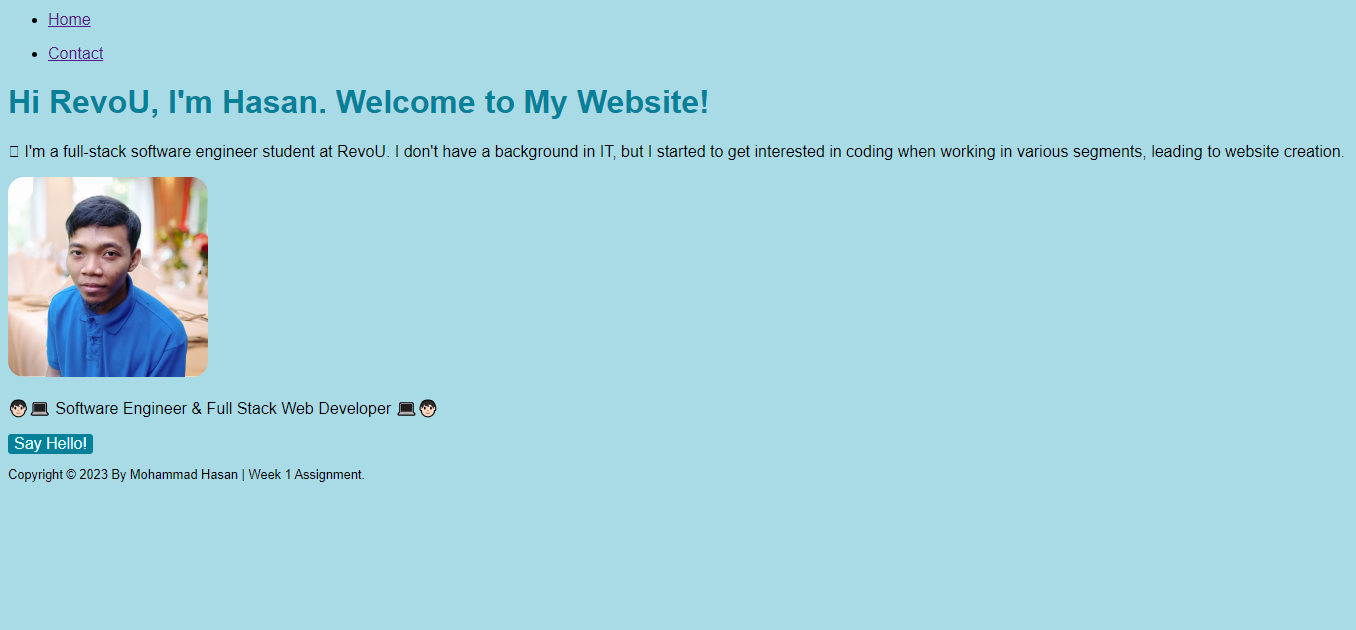 Home
Contact
Hi RevoU, I'm Hasan. Welcome to My Website!
I'm a full-stack software engineer student at RevoU. I don't have a background in IT, but I started to get interested in coding when working in various segments, leading to website creation.
Software Engineer & Full Stack Web Developer
Say Hello!
Copyright © 2023 By Mohammad Hasan | Week 1 Assignment.